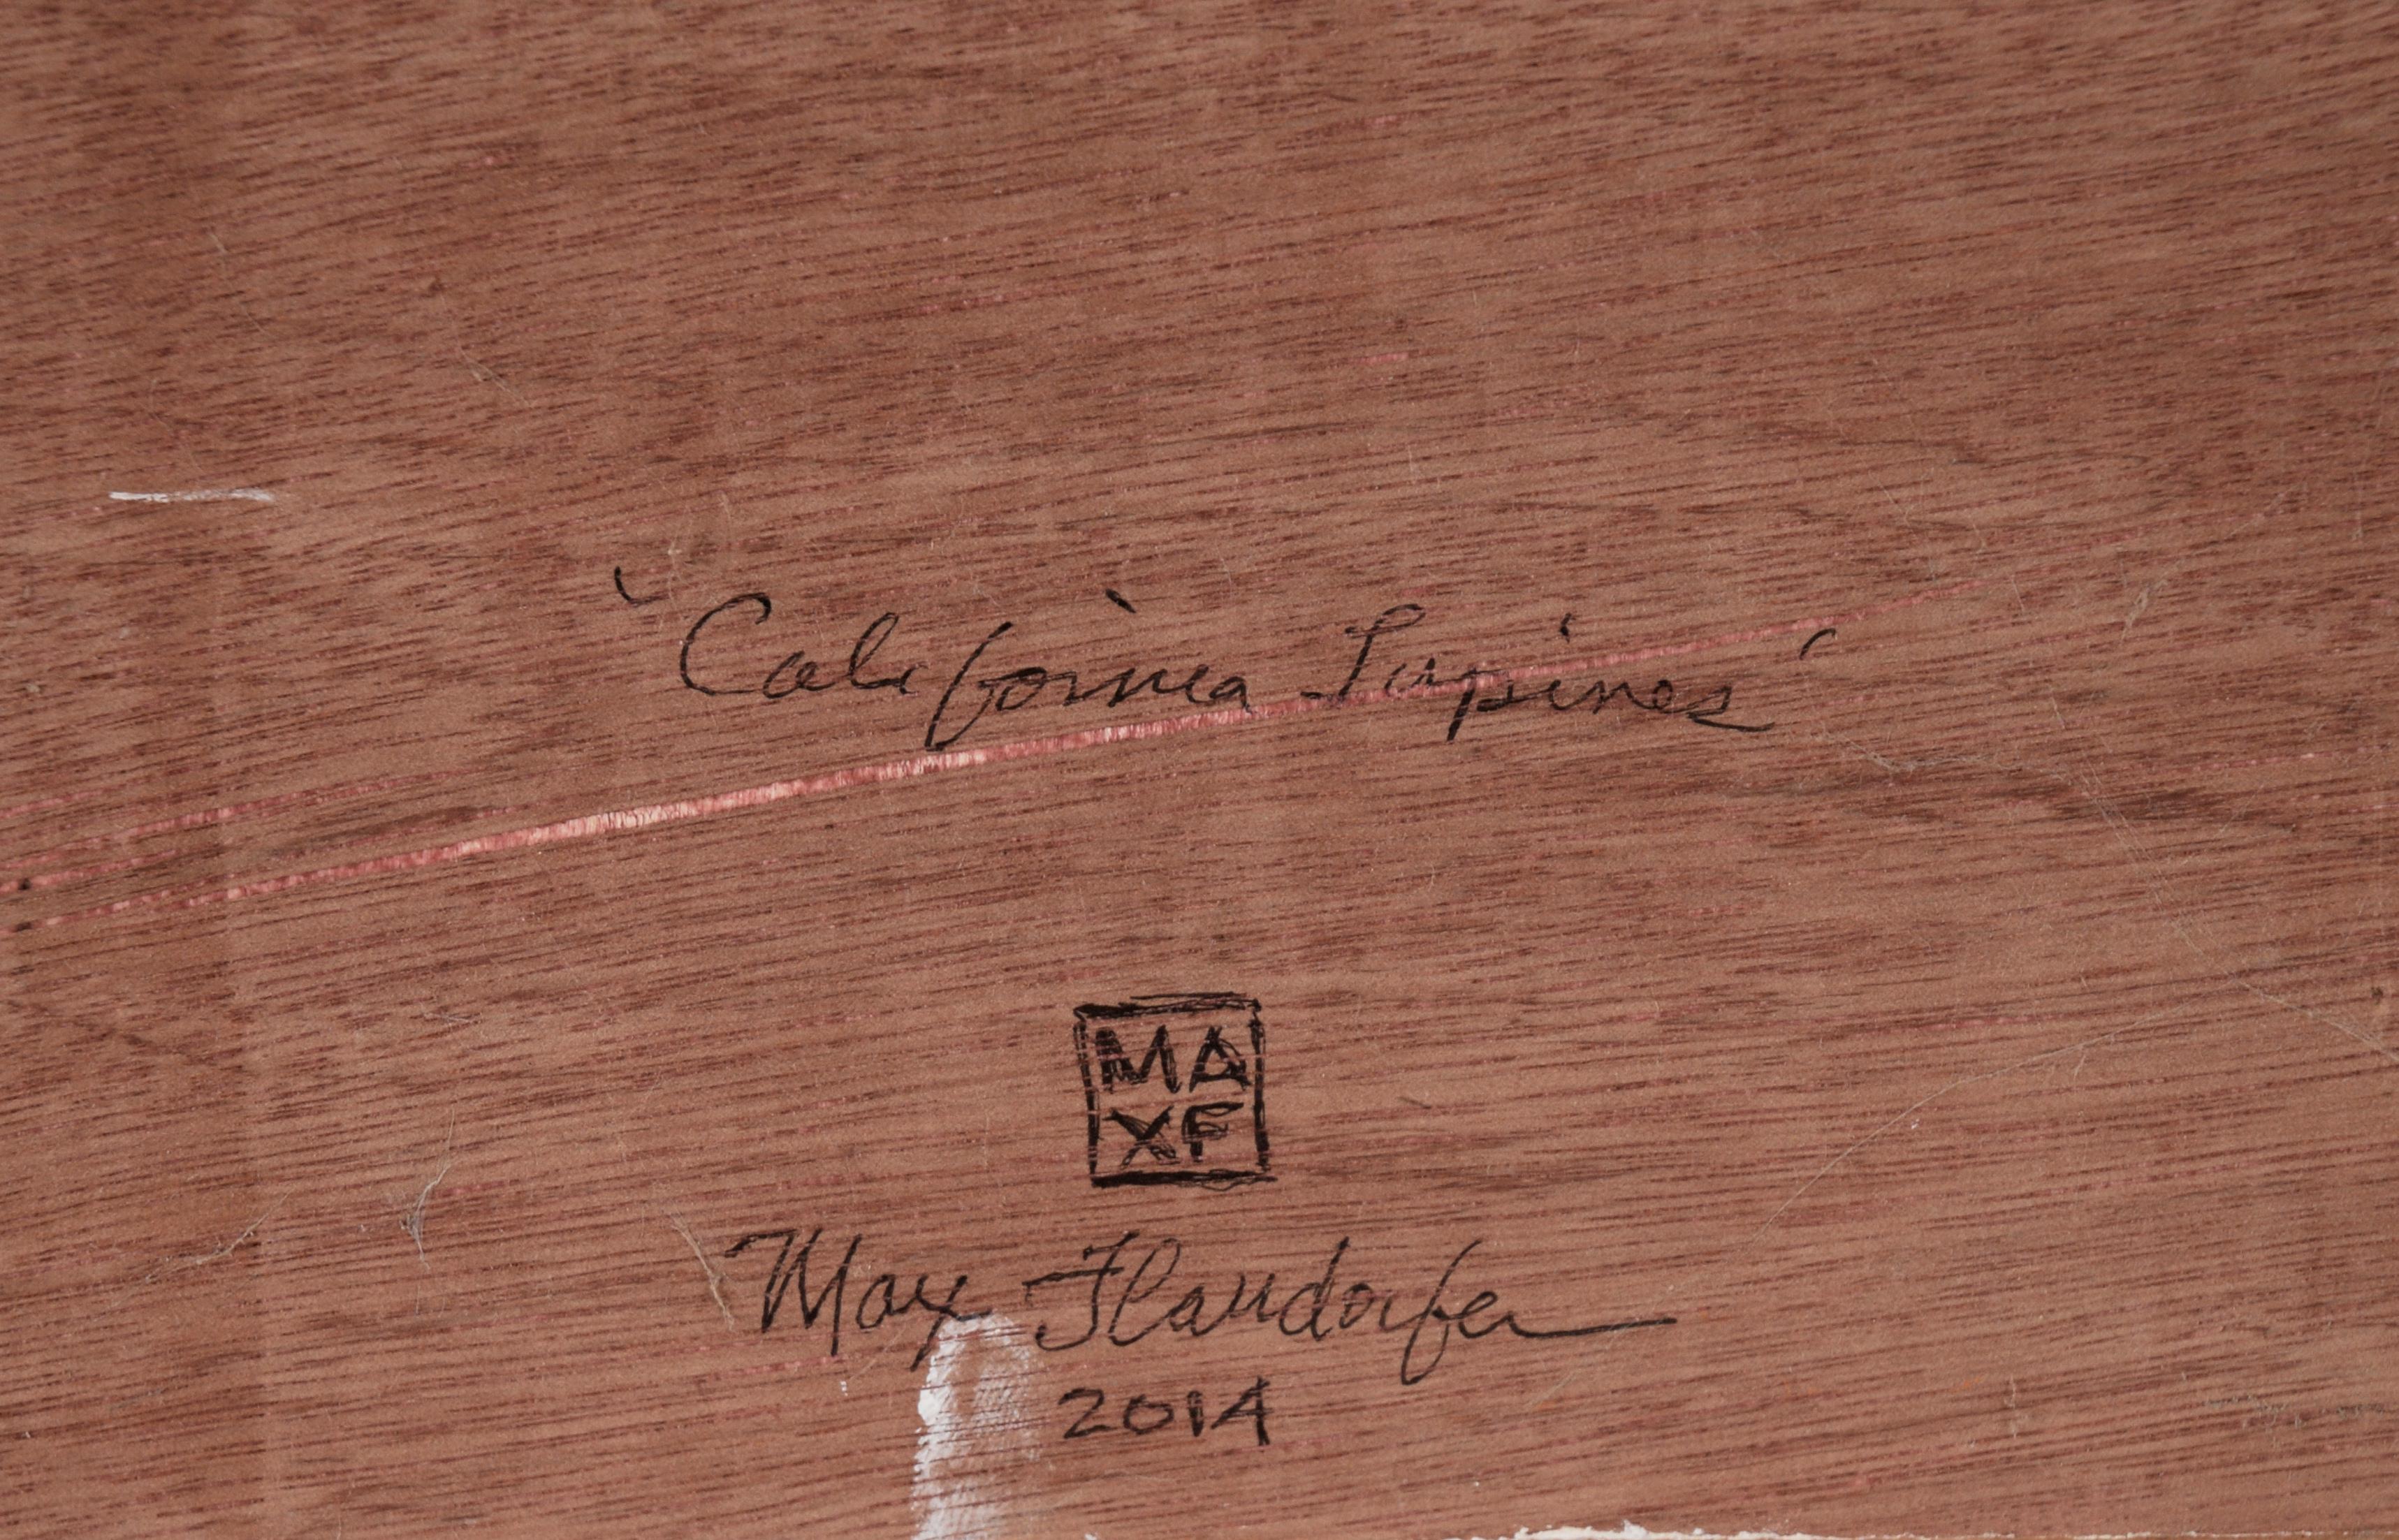 'California Lupines'
MA
XF
Max Flandorfer
2014